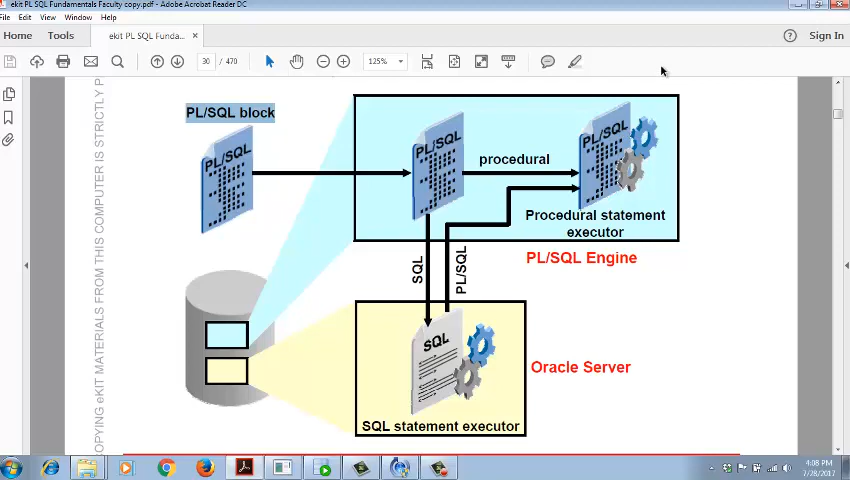 ekit PL SQL Fundamentals Faculty copy.pdf - Adobe Acrobat Reader DC
File Edit View Window Help
Home Tools ekit PL SQL Funda... × Sign In
30 / 470 125%
PL/SQL block
PL/SQL
PL/SQL
PL/SQL
procedural
Procedural statement
executor
PL/SQL Engine
SQL
PL/SQL
SQL
Oracle Server
SQL statement executor
COPYING eKIT MATERIALS FROM THIS COMPUTER IS STRICTLY P
4:08 PM
7/28/2017